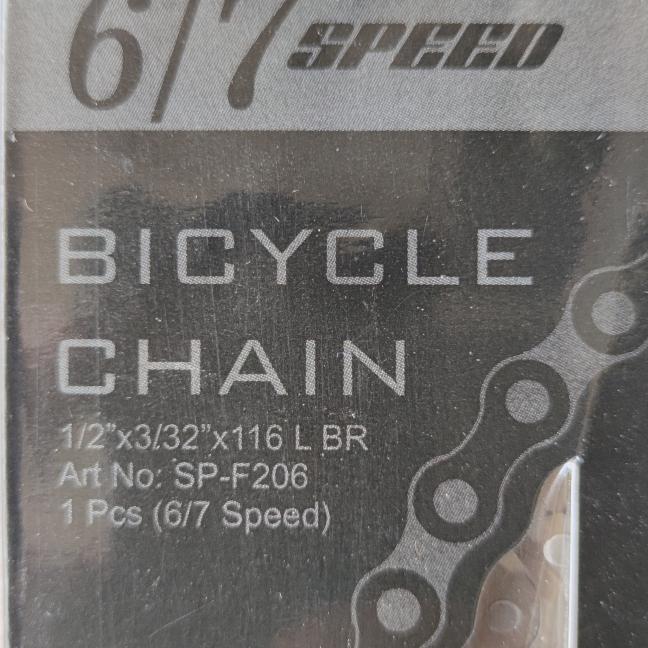 6/7 SPEED
BICYCLE
CHAIN
1/2”x3/32”x116 L BR
Art No: SP-F206
1 Pcs (6/7 Speed)